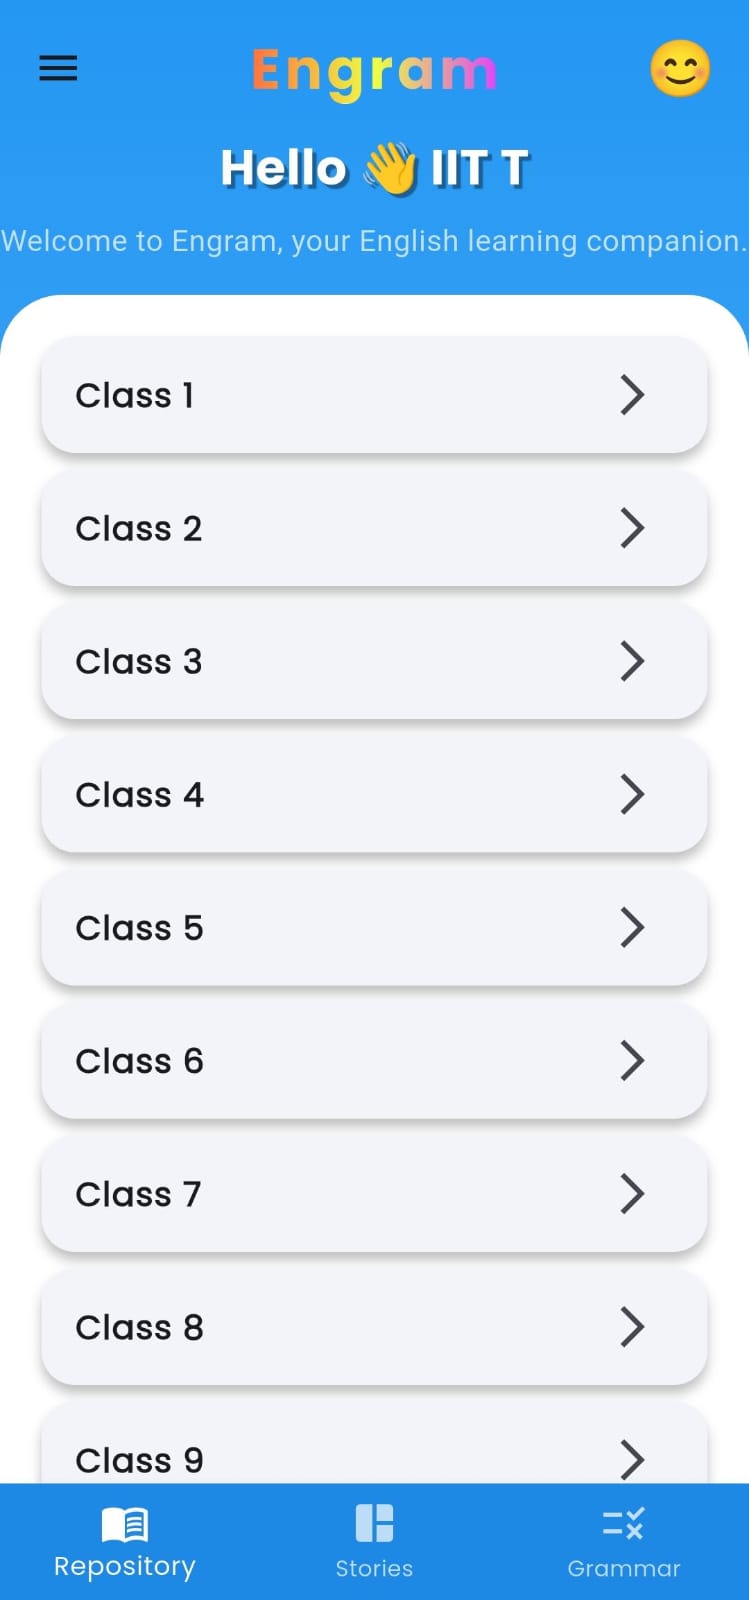 Engram
Hello 👋 IIT T
Welcome to Engram, your English learning companion.
Class 1
Class 2
Class 3
Class 4
Class 5
Class 6
Class 7
Class 8
Class 9
Repository
Stories
Grammar